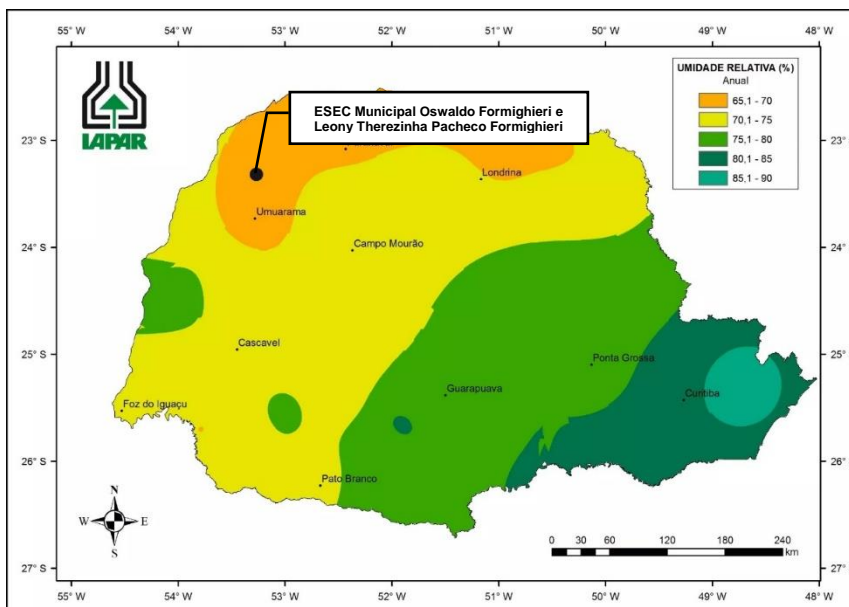 55° W
54° W
53° W
52° W
51° W
50° W
49° W
48° W
IAPAR
ESEC Municipal Oswaldo Formighieri e
Leony Therezinha Pacheco Formighieri
UMIDADE RELATIVA (%)
Anual
65,1 - 70
70,1 - 75
75,1 - 80
80,1 - 85
85,1 - 90
23° S
23° S
Londrina
Umuarama
24° S
24° S
Campo Mourão
Cascavel
25° S
25° S
Ponta Grossa
Guarapuava
Curitiba
Foz do Iguaçu
26° S
26° S
Pato Branco
N
W
E
S
0 30 60 120 180 240
km
27° S
27° S
55° W
54° W
53° W
52° W
51° W
50° W
49° W
48° W